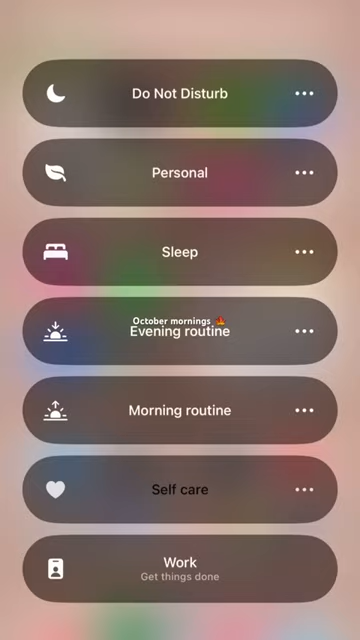 Do Not Disturb
Personal
Sleep
October mornings 🍁
Evening routine
Morning routine
Self care
Work
Get things done